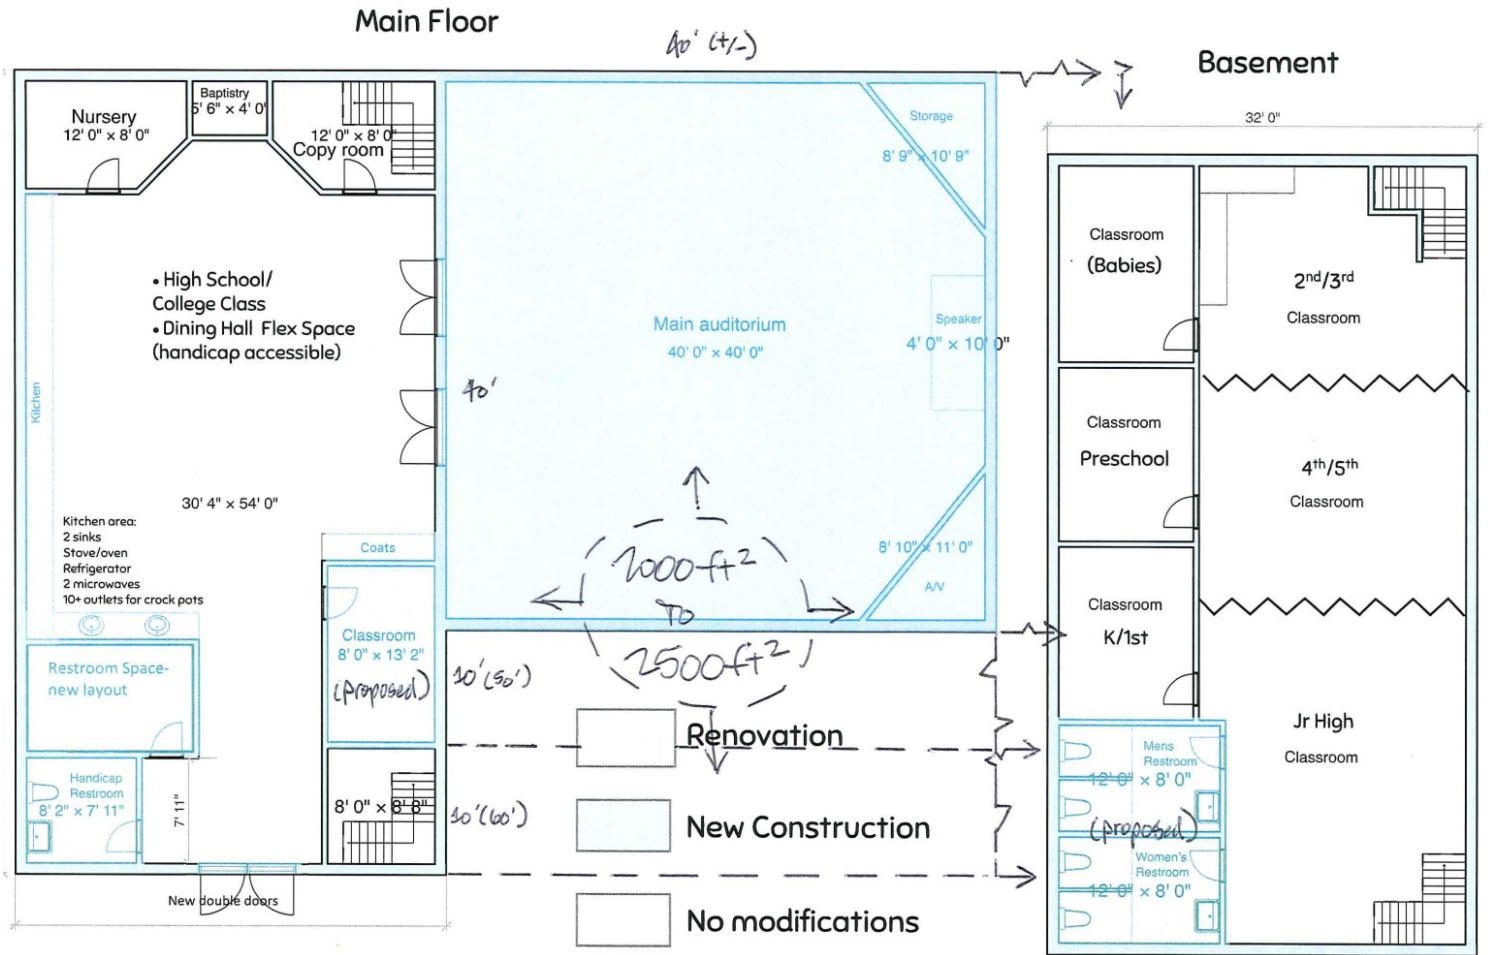 Main Floor
40' (+/-)
Basement
Nursery
12' 0" × 8' 0"
Baptistry
5' 6" × 4' 0"
12' 0" × 8' 0"
Copy room
Storage
8' 9" × 10' 9"
32' 0"
Classroom
(Babies)
2nd/3rd
Classroom
• High School/
College Class
• Dining Hall Flex Space
(handicap accessible)
Main auditorium
40' 0" × 40' 0"
Speaker
4' 0" × 10' 0"
Kitchen
40'
Classroom
Preschool
4th/5th
Classroom
30' 4" × 54' 0"
Kitchen area:
2 sinks
Stove/oven
Refrigerator
2 microwaves
10+ outlets for crock pots
Coats
2000 ft²
TO
2500 ft²
8' 10" × 11' 0"
A/V
Classroom
K/1st
Classroom
8' 0" × 13' 2"
(proposed)
Restroom Space-
new layout
10' (50')
Renovation
Jr High
Classroom
Mens
Restroom
12' 0" × 8' 0"
(proposed)
Women's
Restroom
12' 0" × 8' 0"
Handicap
Restroom
8' 2" × 7' 11"
7' 11"
8' 0" × 8' 8"
10' (60')
New Construction
New double doors
No modifications